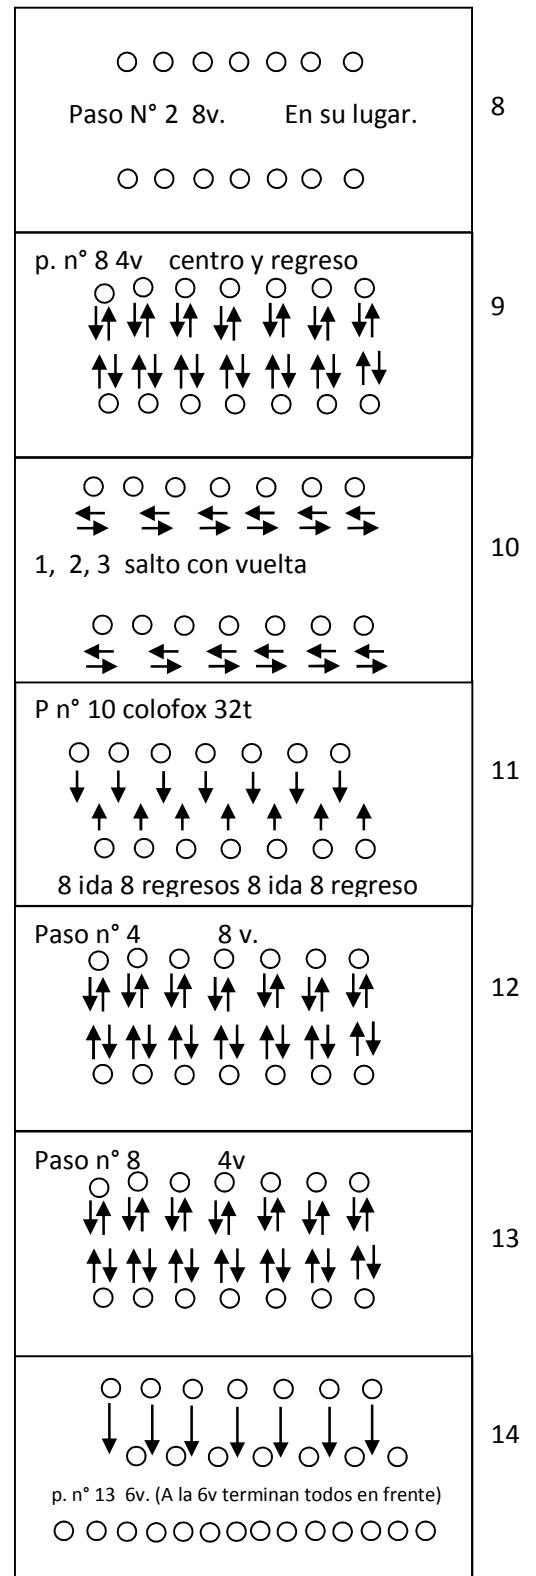 Paso N° 2  8v.        En su lugar.
8
p. n° 8 4v    centro y regreso
9
1,  2, 3  salto con vuelta
10
P n° 10 colofox 32t
11
8 ida 8 regresos 8 ida 8 regreso
Paso n° 4          8 v.
12
Paso n° 8          4v
13
14
p. n° 13  6v. (A la 6v terminan todos en frente)